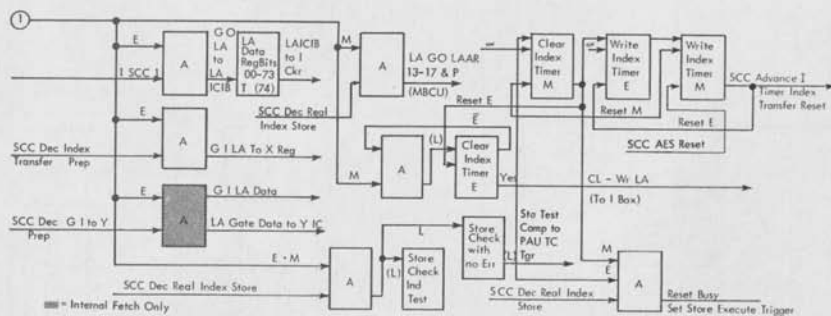 1
E
I SCC I
A
G O
LA
to
LA
ICIB
LA
Data
RegBits
00-73
T (74)
LAICIB
to I
Ckr
M
SCC Dec Real
Index Store
A
LA GO LAAR
13-17 & P
(MBCU)
Clear
Index
Timer
M
Write
Index
Timer
E
Write
Index
Timer
M
SCC Advance I
Timer Index
Transfer Reset
Reset M
Reset E
SCC AES Reset
Reset E
E
SCC Dec Index
Transfer Prep
A
G I LA To X Reg
M
A
(L)
E
Clear
Index
Timer
E
Yes
CL - Wr LA
(To I Box)
E
SCC Dec G I to Y
Prep
A
G I LA Data
LA Gate Data to Y IC
E · M
SCC Dec Real Index Store
A
L
(L)
Store
Check
Ind
Test
Store
Check
with
no Err
(L)
Sto Test
Comp to
PAU TC
Tgr
M
E
SCC Dec Real Index
Store
A
Reset Busy
Set Store Execute Trigger
= Internal Fetch Only